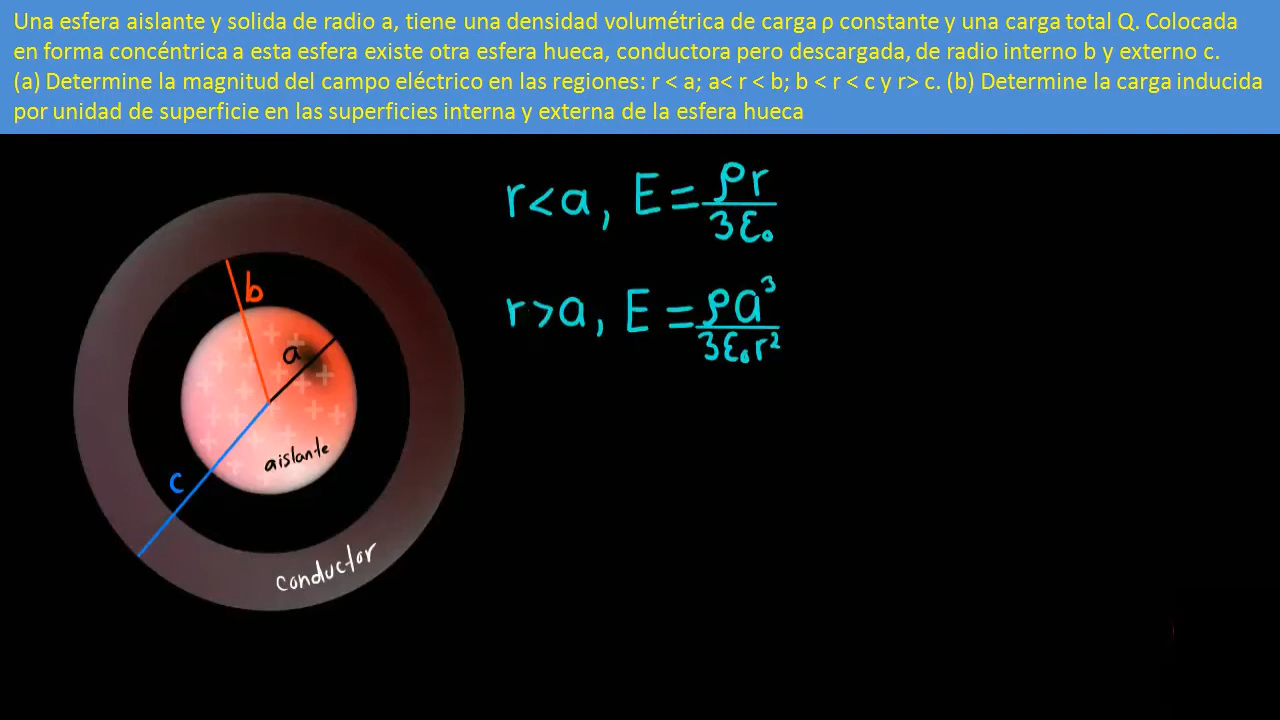 Una esfera aislante y solida de radio a, tiene una densidad volumétrica de carga ρ constante y una carga total Q. Colocada
en forma concéntrica a esta esfera existe otra esfera hueca, conductora pero descargada, de radio interno b y externo c.
(a) Determine la magnitud del campo eléctrico en las regiones: r < a; a< r < b; b < r < c y r> c. (b) Determine la carga inducida
por unidad de superficie en las superficies interna y externa de la esfera hueca
r<a, E = ρr/3ε₀
r>a, E = ρa³/3ε₀r²
b
a
aislante
c
conductor